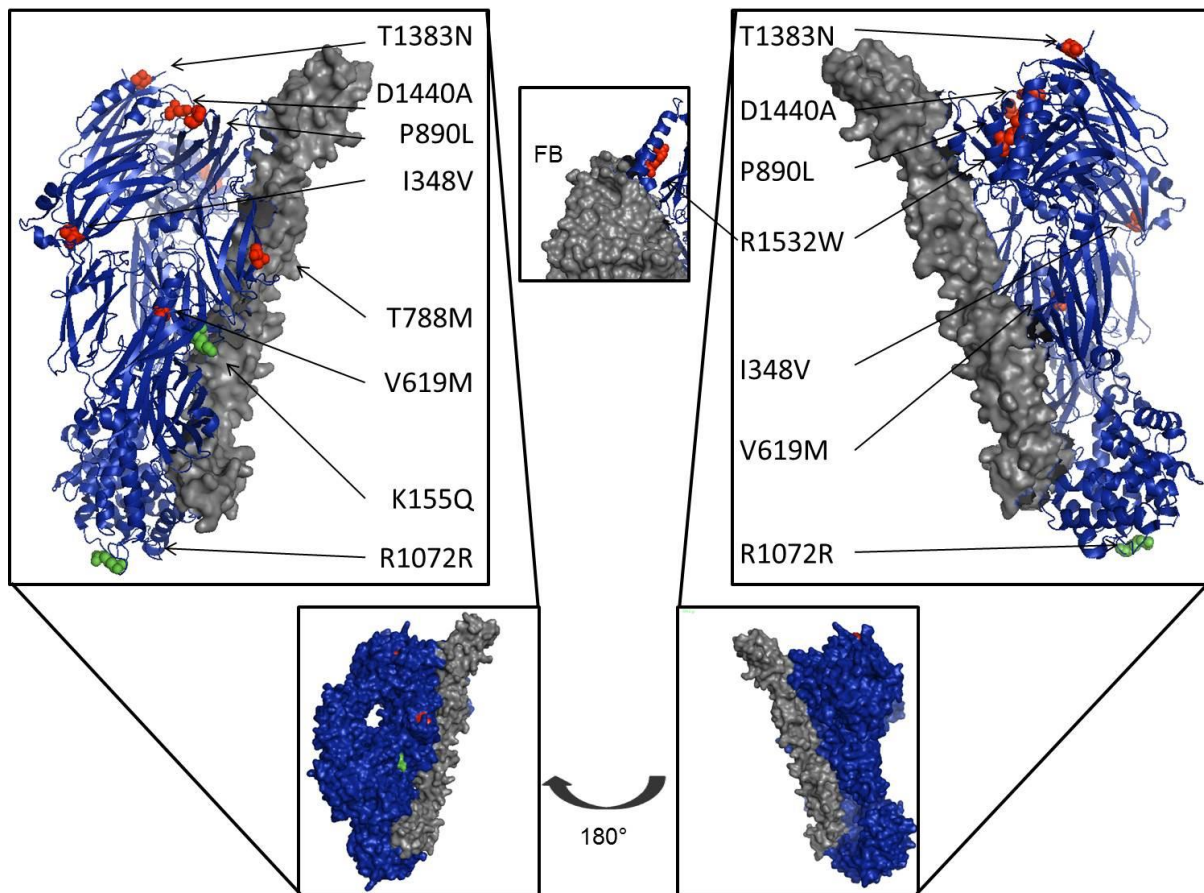 T1383N
D1440A
P890L
I348V
T788M
V619M
K155Q
R1072R
FB
R1532W
T1383N
D1440A
P890L
I348V
V619M
R1072R
180°